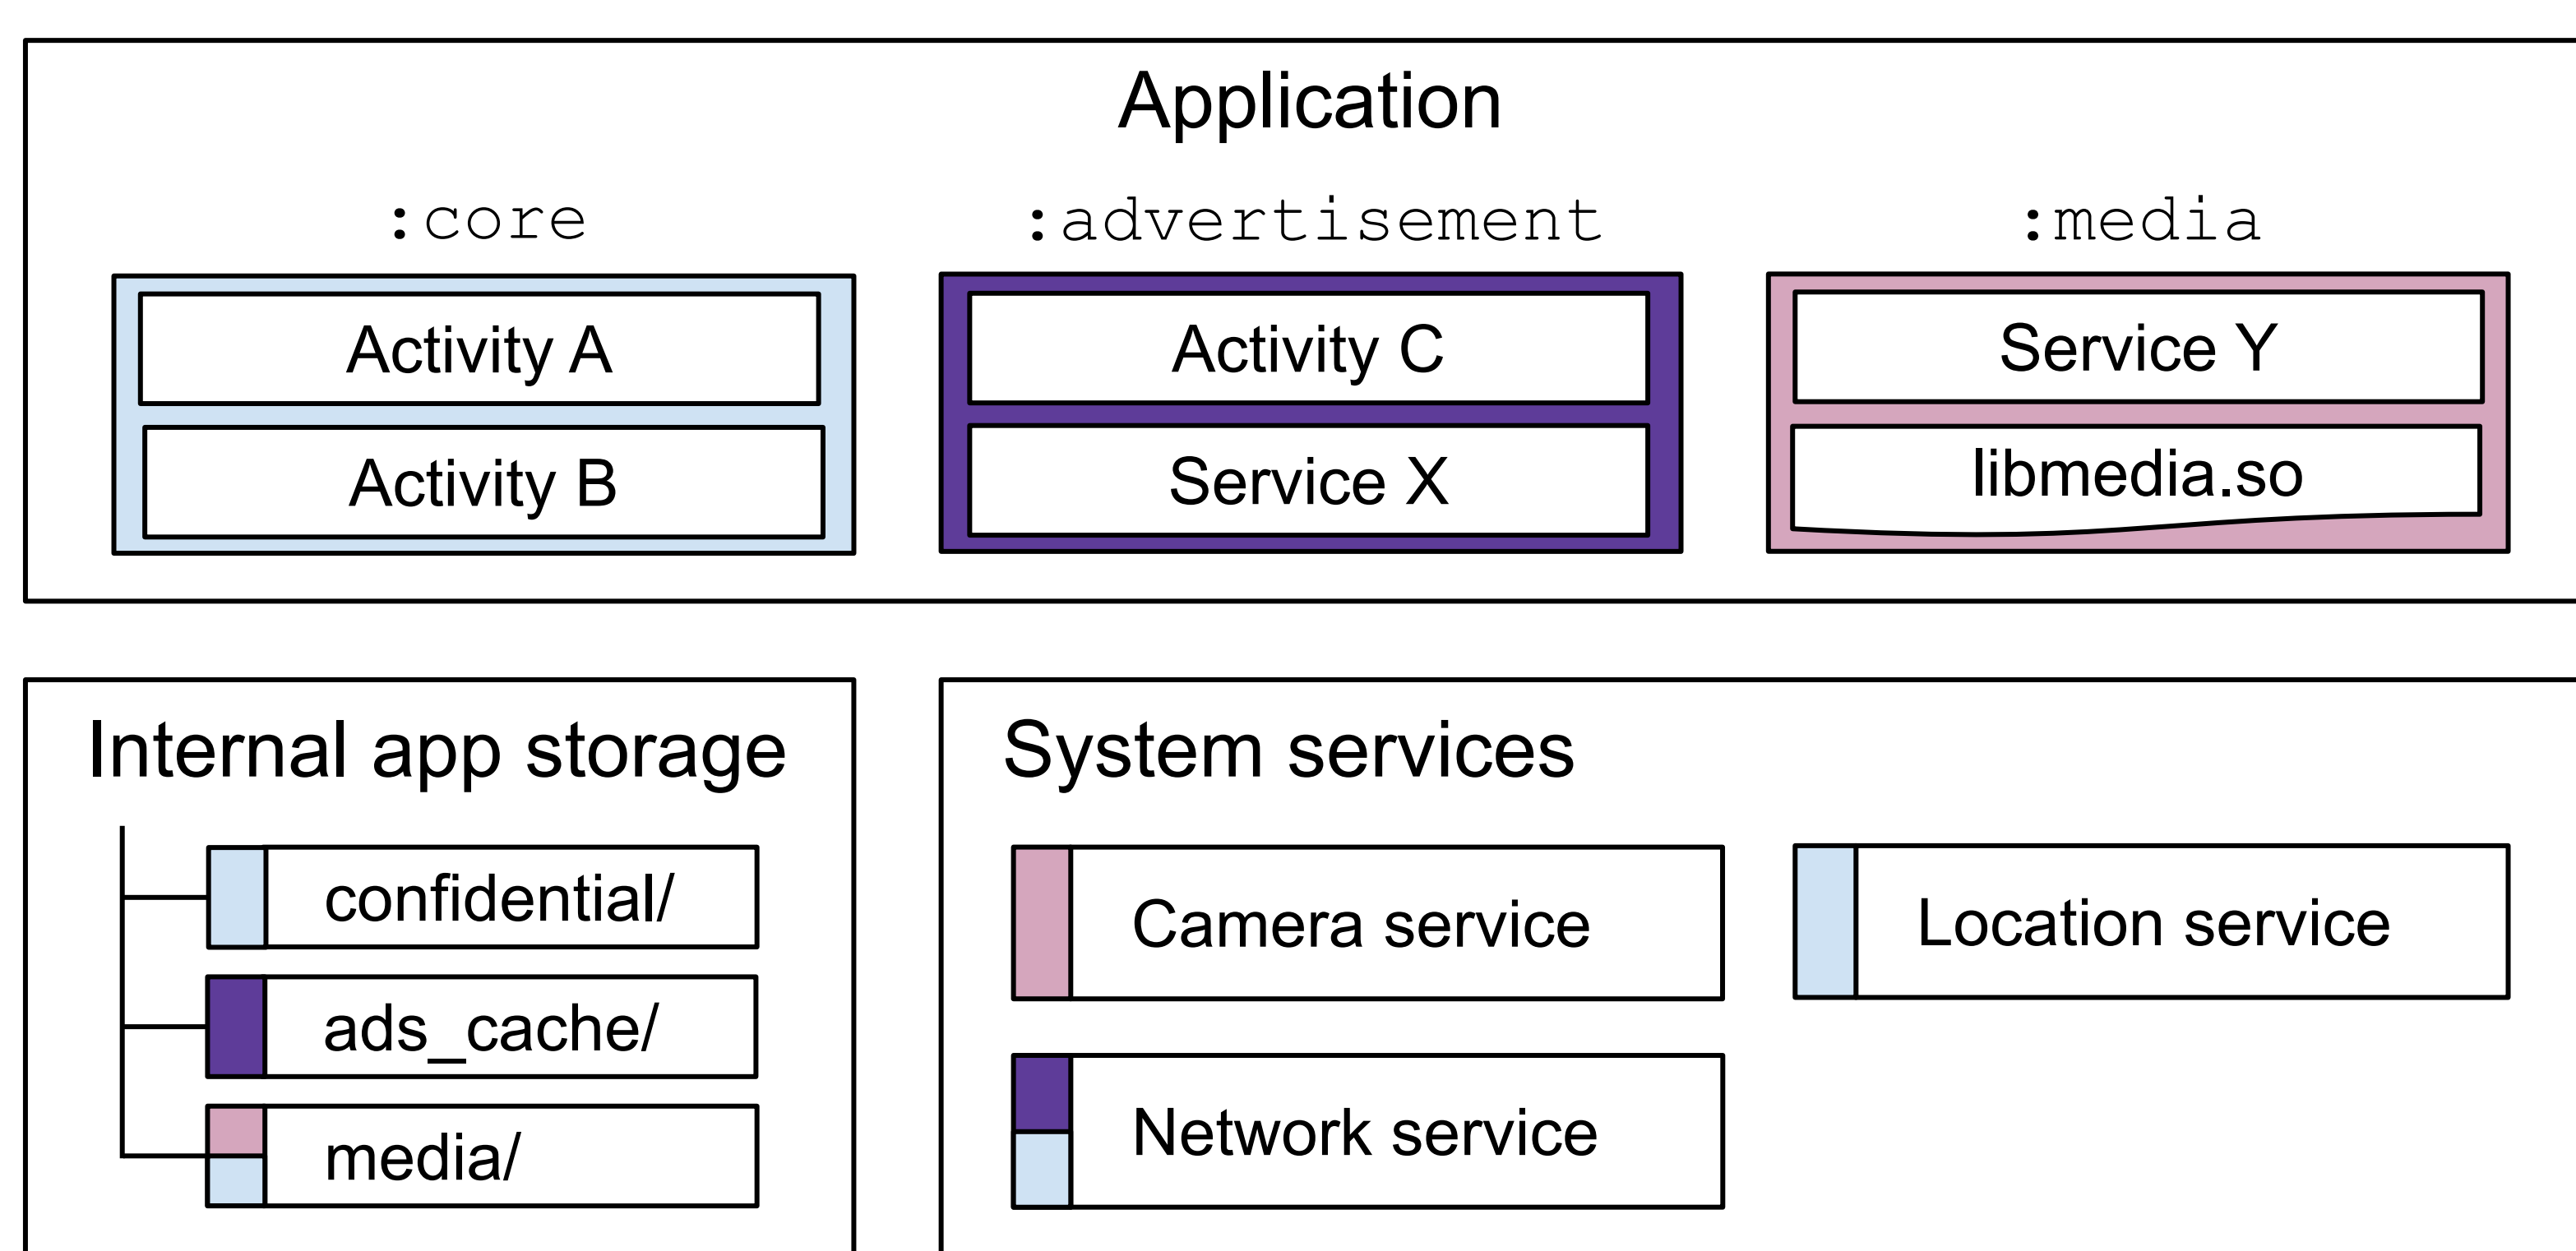 Application
:core
:advertisement
:media
Activity A
Activity C
Service Y
Activity B
Service X
libmedia.so
Internal app storage
System services
confidential/
ads_cache/
media/
Camera service
Location service
Network service